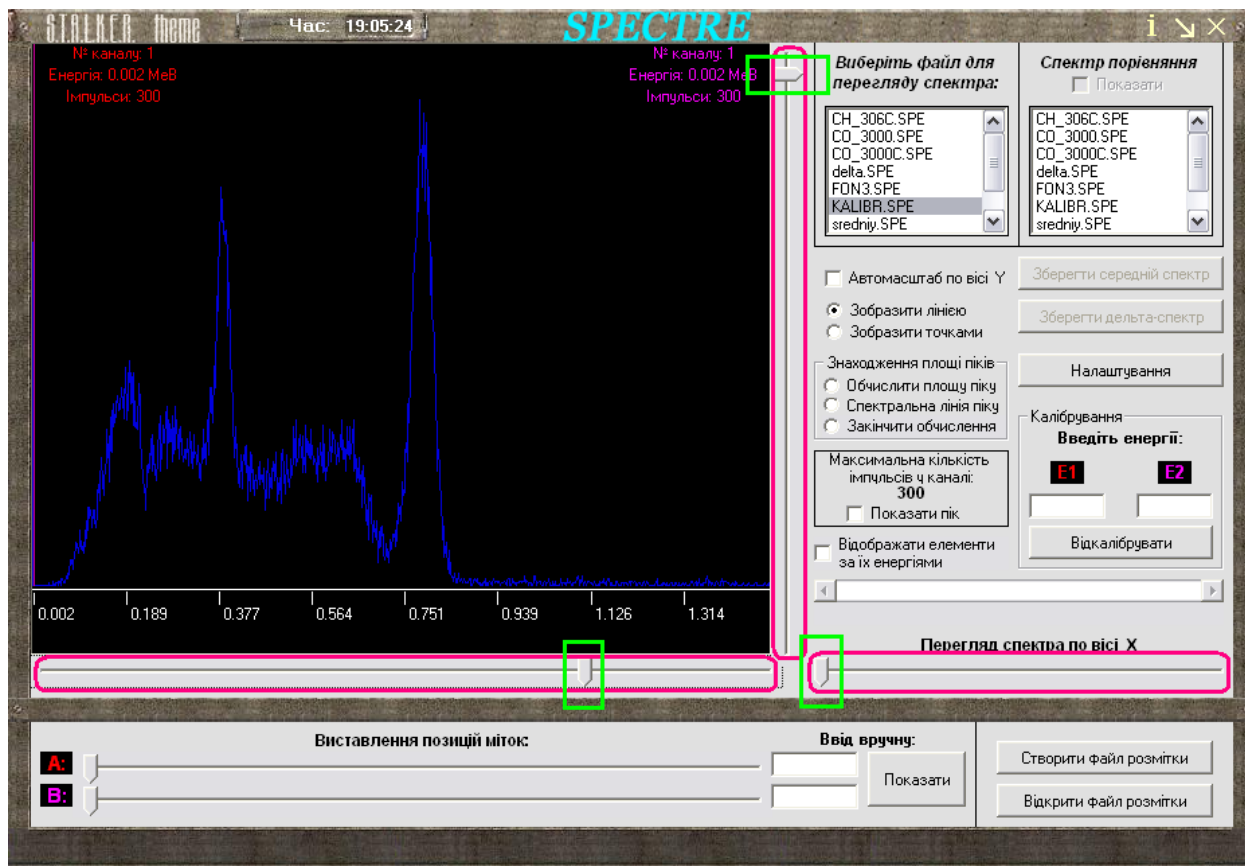 S.T.A.L.K.E.R. theme
Час: 19:05:24
SPECTRE
№ каналу: 1
Енергія: 0.002 МеВ
Імпульси: 300
№ каналу: 1
Енергія: 0.002 МеВ
Імпульси: 300
0.002 0.189 0.377 0.564 0.751 0.939 1.126 1.314
Виберіть файл для
перегляду спектра:
CH_306C.SPE
CO_3000.SPE
CO_3000C.SPE
delta.SPE
FON3.SPE
KALIBR.SPE
sredniy.SPE
Спектр порівняння
Показати
CH_306C.SPE
CO_3000.SPE
CO_3000C.SPE
delta.SPE
FON3.SPE
KALIBR.SPE
sredniy.SPE
Автомасштаб по вісі Y
Зобразити лінією
Зобразити точками
Знаходження площі піків
Обчислити площу піку
Спектральна лінія піку
Закінчити обчислення
Максимальна кількість
імпульсів у каналі:
300
Показати пік
Відображати елементи
за їх енергіями
Зберегти середній спектр
Зберегти дельта-спектр
Налаштування
Калібрування
Введіть енергії:
E1 E2
Відкалібрувати
Перегляд спектра по вісі X
Виставлення позицій міток:
A:
B:
Ввід вручну:
Показати
Створити файл розмітки
Відкрити файл розмітки